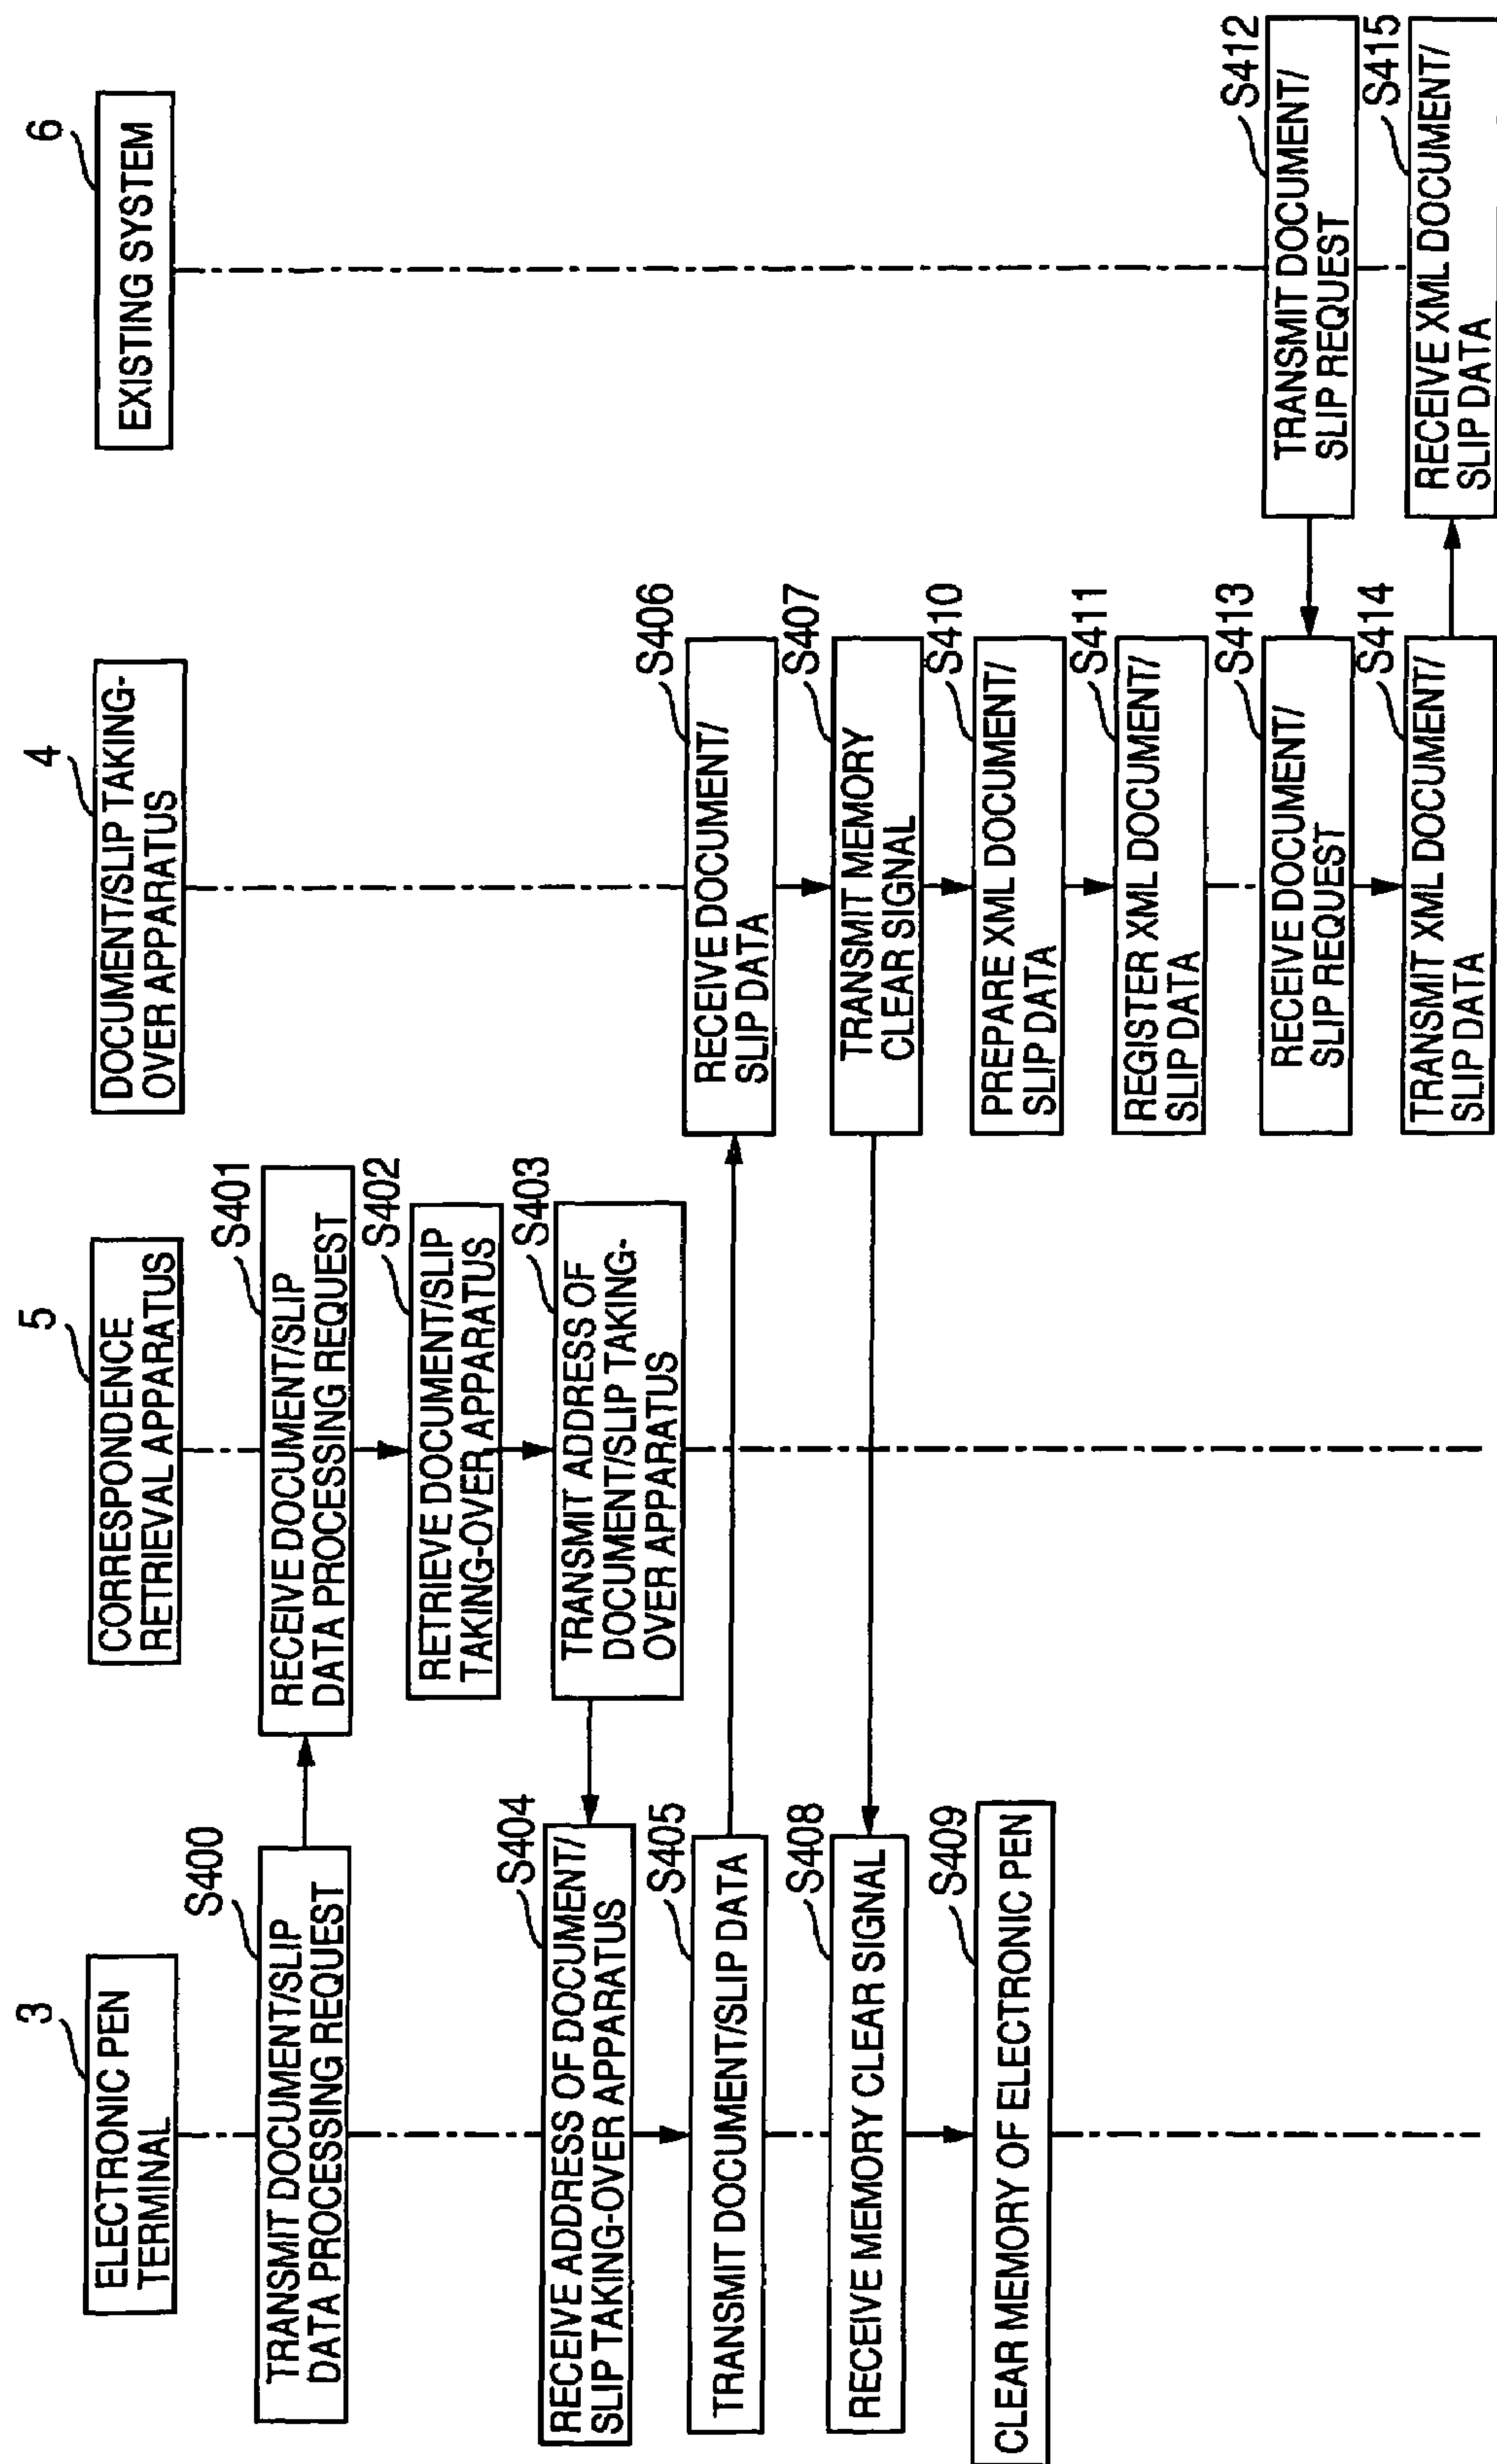 3
ELECTRONIC PEN
TERMINAL
5
CORRESPONDENCE
RETRIEVAL APPARATUS
4
DOCUMENT/SLIP TAKING-
OVER APPARATUS
6
EXISTING SYSTEM
S400
TRANSMIT DOCUMENT/SLIP
DATA PROCESSING REQUEST
S401
RECEIVE DOCUMENT/SLIP
DATA PROCESSING REQUEST
S402
RETRIEVE DOCUMENT/SLIP
TAKING-OVER APPARATUS
S403
TRANSMIT ADDRESS OF
DOCUMENT/SLIP TAKING-
OVER APPARATUS
S404
RECEIVE ADDRESS OF DOCUMENT/
SLIP TAKING-OVER APPARATUS
S405
TRANSMIT DOCUMENT/SLIP DATA
S406
RECEIVE DOCUMENT/
SLIP DATA
S407
TRANSMIT MEMORY
CLEAR SIGNAL
S408
RECEIVE MEMORY CLEAR SIGNAL
S409
CLEAR MEMORY OF ELECTRONIC PEN
S410
PREPARE XML DOCUMENT/
SLIP DATA
S411
REGISTER XML DOCUMENT/
SLIP DATA
S412
TRANSMIT DOCUMENT/
SLIP REQUEST
S413
RECEIVE DOCUMENT/
SLIP REQUEST
S414
TRANSMIT XML DOCUMENT/
SLIP DATA
S415
RECEIVE XML DOCUMENT/
SLIP DATA